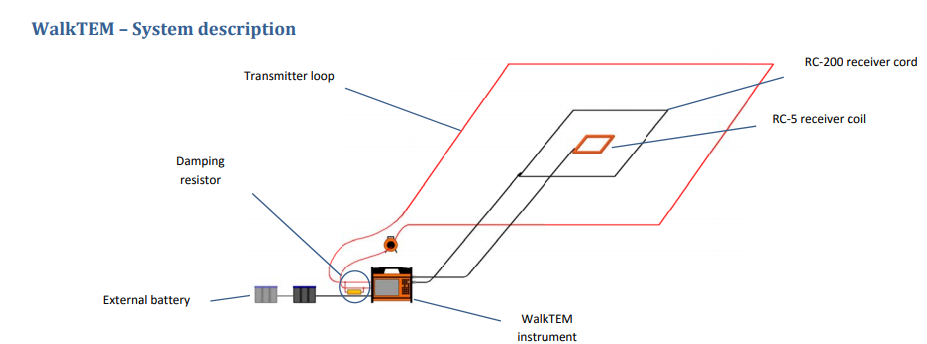 WalkTEM – System description
Transmitter loop
RC-200 receiver cord
RC-5 receiver coil
Damping
resistor
External battery
WalkTEM
instrument